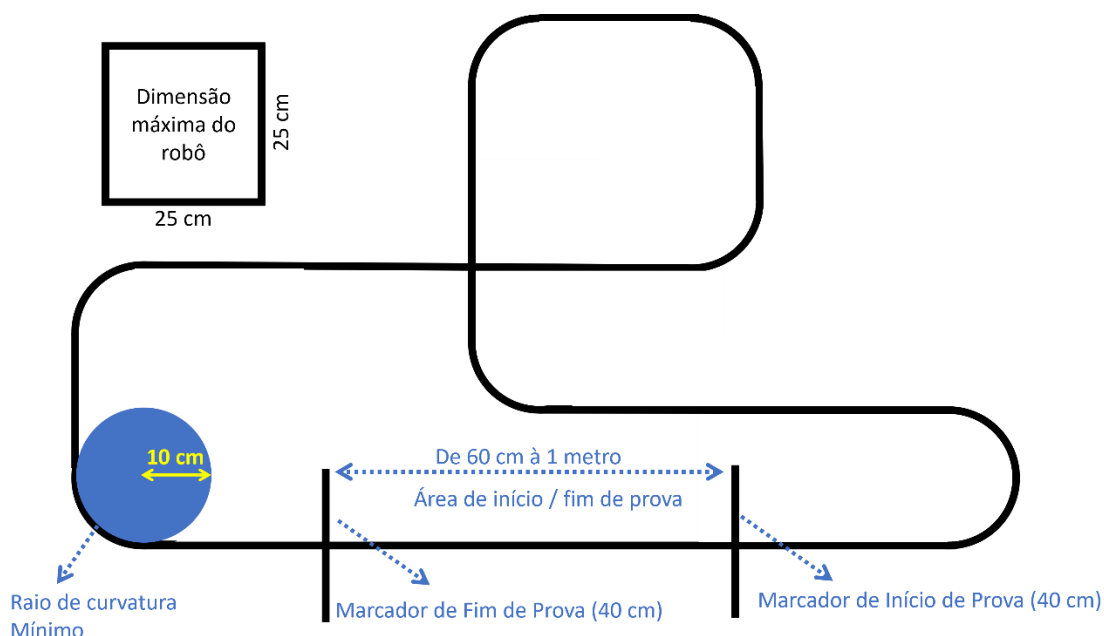 Dimensão
máxima do
robô
25 cm
25 cm
10 cm
De 60 cm à 1 metro
Área de início / fim de prova
Raio de curvatura
Mínimo
Marcador de Fim de Prova (40 cm)
Marcador de Início de Prova (40 cm)